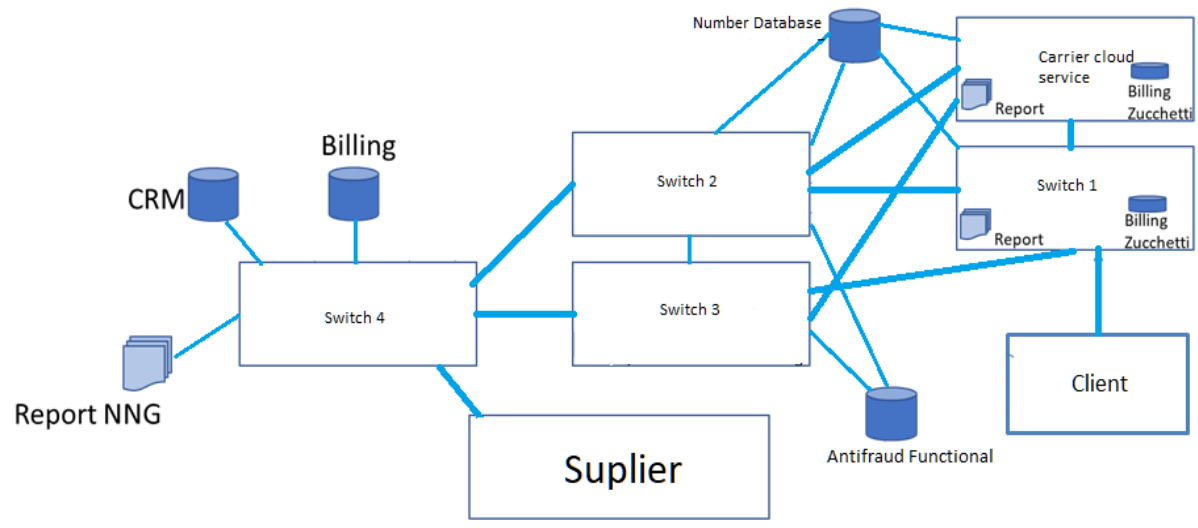 Number Database
Carrier cloud
service
Billing
Zucchetti
Report
Billing
CRM
Switch 2
Switch 1
Billing
Zucchetti
Report
Switch 4
Switch 3
Report NNG
Client
Suplier
Antifraud Functional